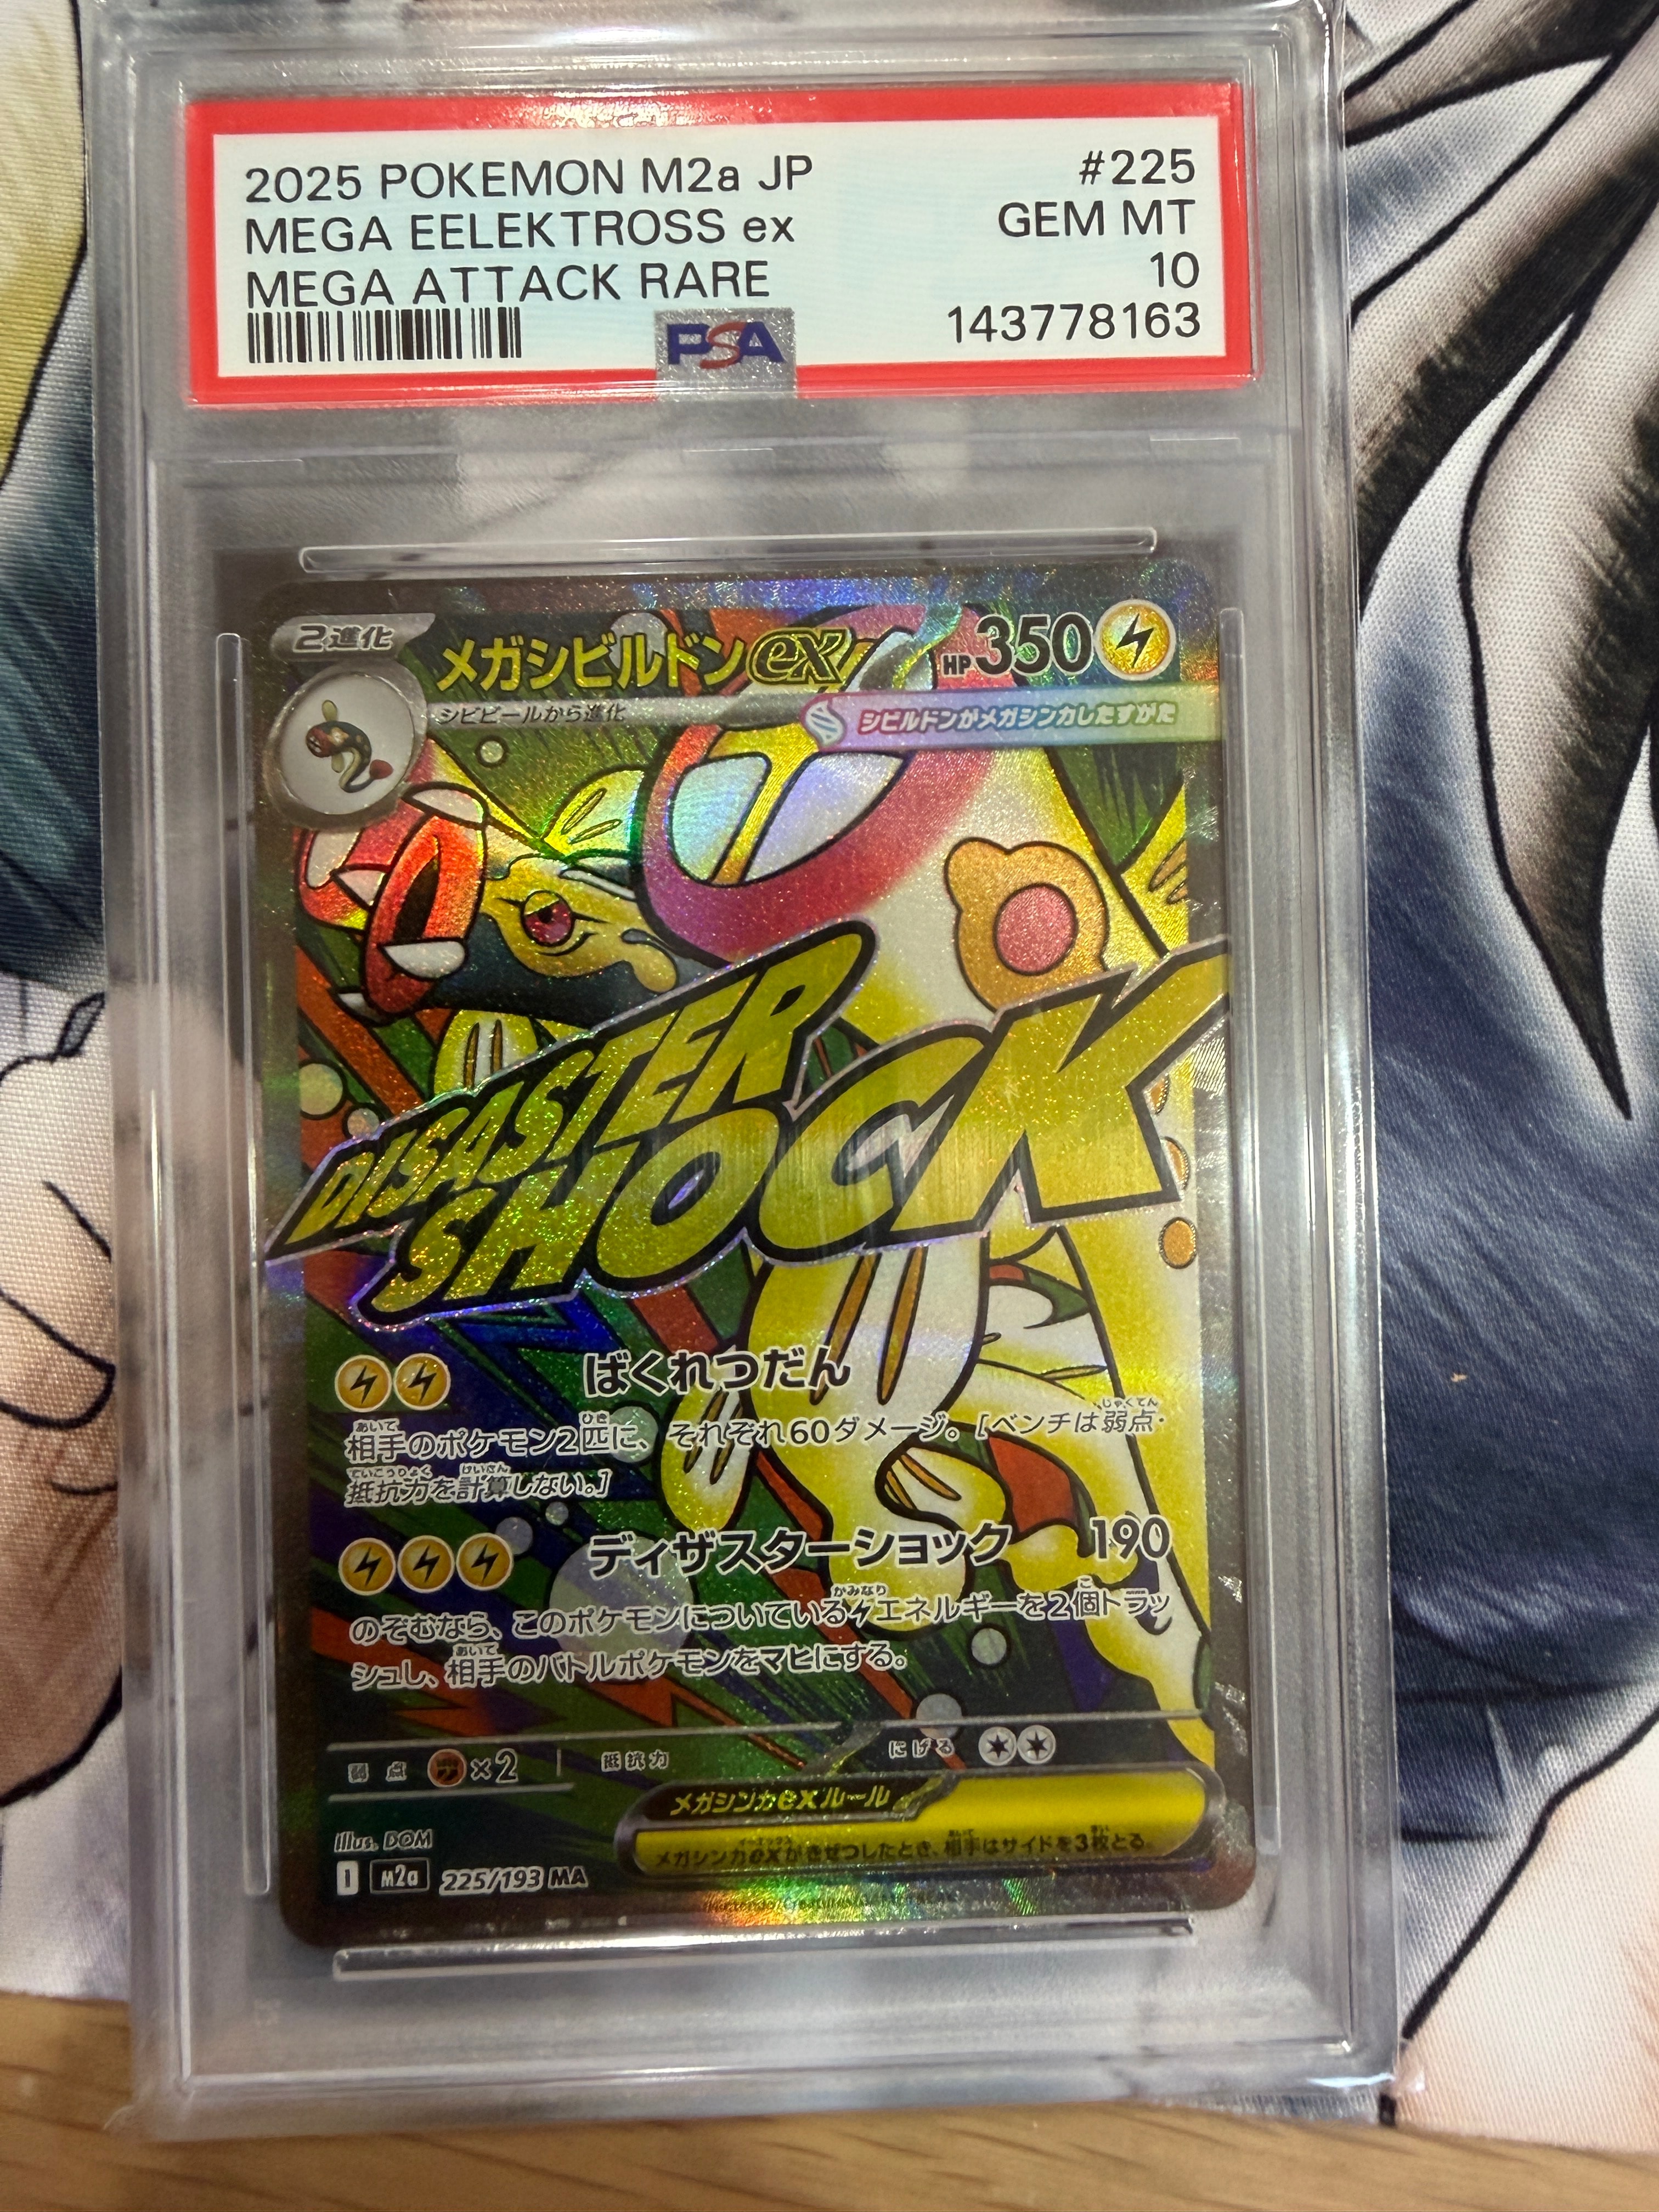 2025 POKEMON M2a JP #225
MEGA EELEKTROSS ex GEM MT
MEGA ATTACK RARE 10
PSA 143778163
2進化 メガシビルドンex HP350
シビビールから進化 シビルドンがメガシンカしたすがた
DISASTER
SHOCK
ばくれつだん
相手のポケモン2匹に、それぞれ60ダメージ。[ベンチは弱点・
抵抗力を計算しない。]
ディザスターショック 190
のぞむなら、このポケモンについているエネルギーを2個トラッ
シュし、相手のバトルポケモンをマヒにする。
弱点 ×2 抵抗力 にげる
メガシンカexルール
メガシンカexがきぜつしたとき、相手はサイドを3枚とる。
Illus. DOM
I M2a 225/193 MA